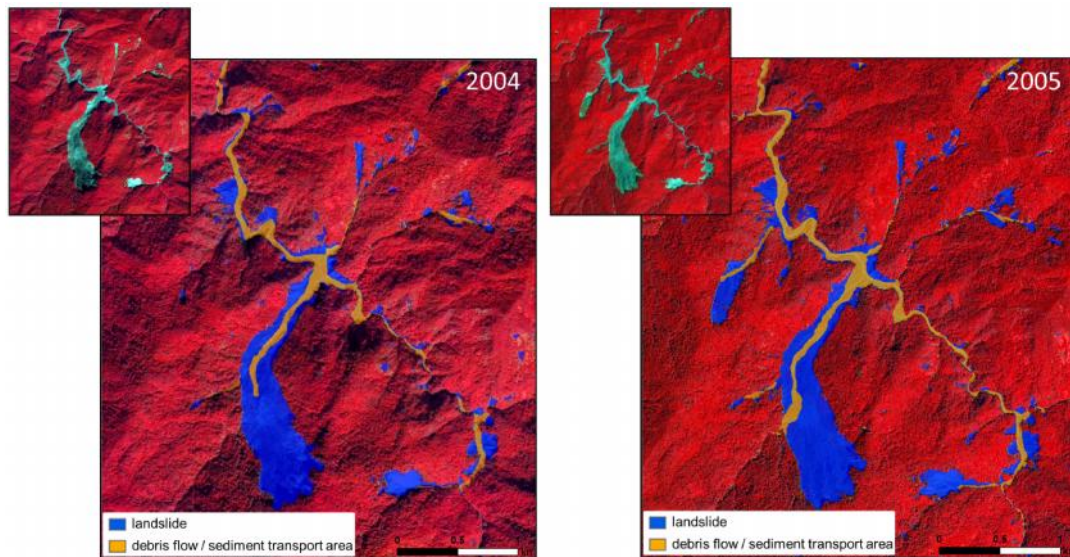 2004
landslide
debris flow / sediment transport area
0 0.5 1
2005
landslide
debris flow / sediment transport area
0 0.5 1